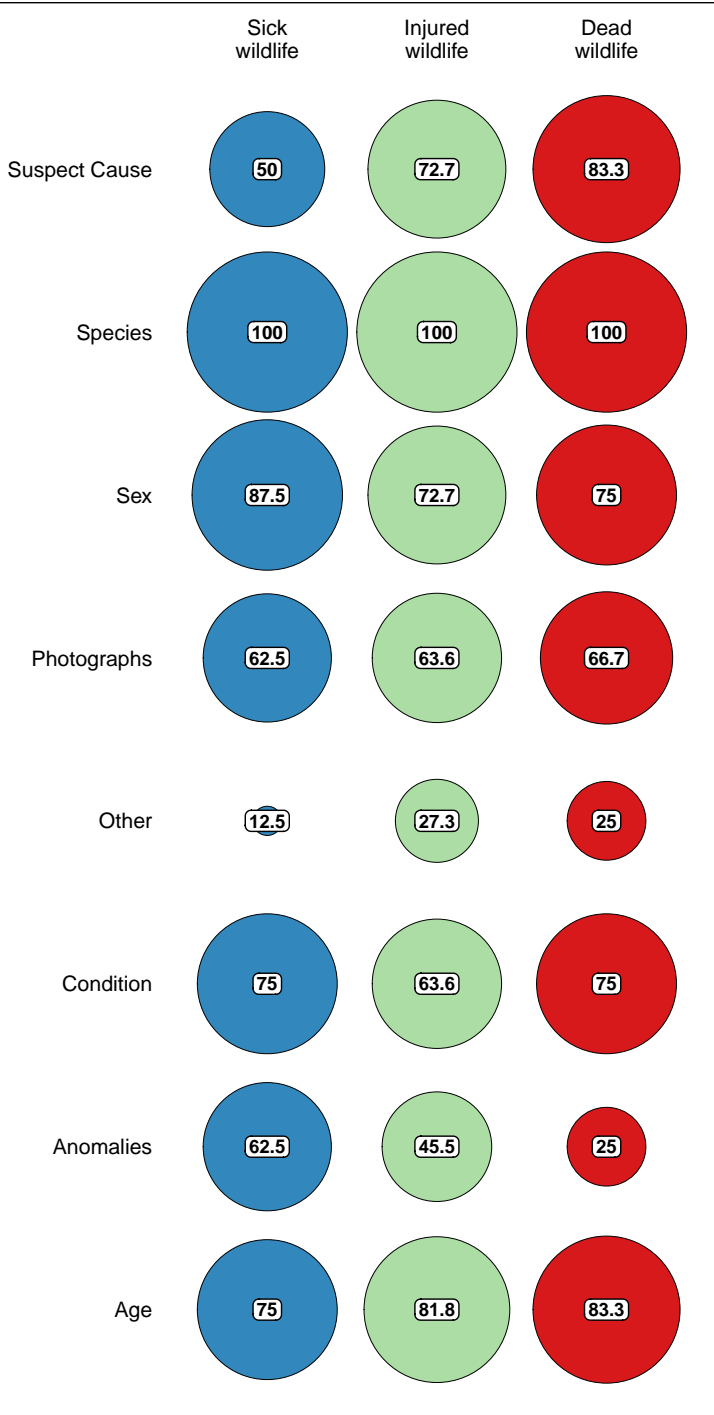 Sick Injured Dead
wildlife wildlife wildlife
Suspect Cause 50 72.7 83.3
Species 100 100 100
Sex 87.5 72.7 75
Photographs 62.5 63.6 66.7
Other 12.5 27.3 25
Condition 75 63.6 75
Anomalies 62.5 45.5 25
Age 75 81.8 83.3